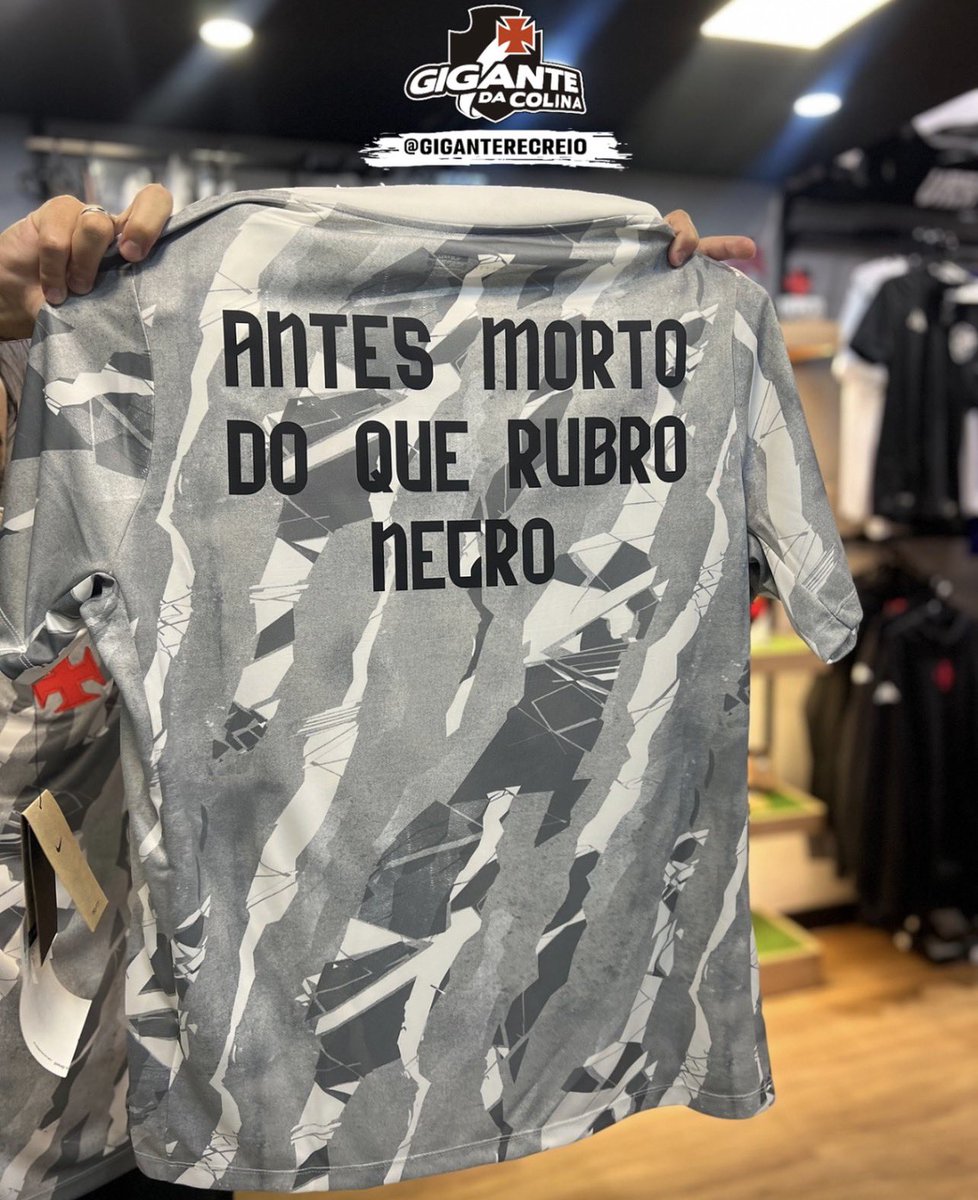 GIGANTE
DA COLINA
@GIGANTERECREIO
ANTES MORTO
DO QUE RUBRO
NEGRO